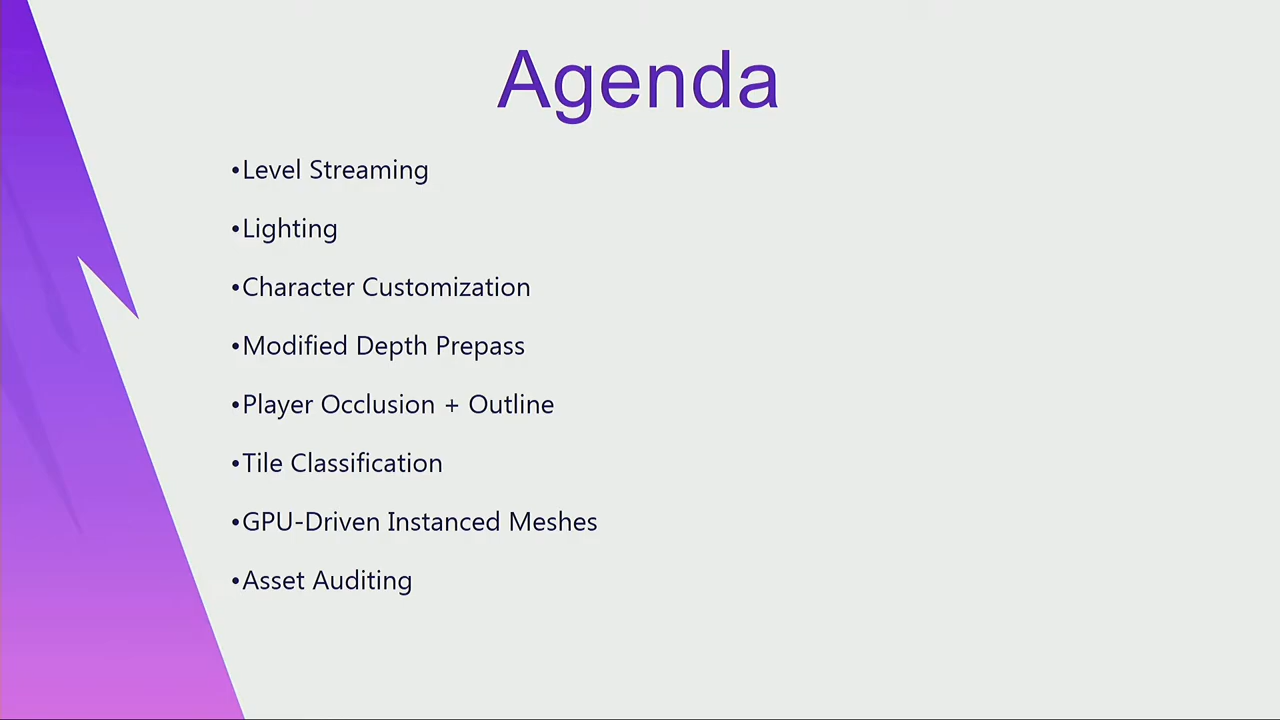 Agenda
•Level Streaming
•Lighting
•Character Customization
•Modified Depth Prepass
•Player Occlusion + Outline
•Tile Classification
•GPU-Driven Instanced Meshes
•Asset Auditing